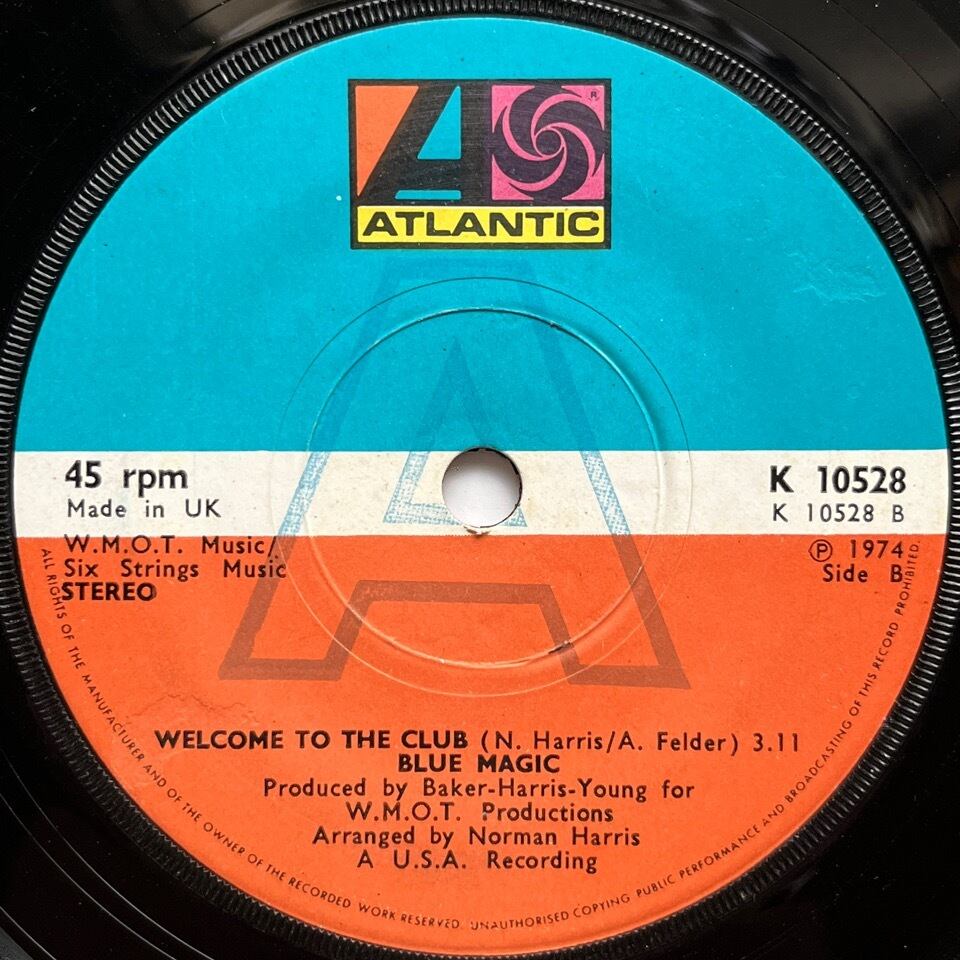 A
®
ATLANTIC
A
45 rpm
Made in UK
K 10528
K 10528 B
W.M.O.T. Music/
Six Strings Music
STEREO
℗ 1974
Side B
WELCOME TO THE CLUB (N. Harris/A. Felder) 3.11
BLUE MAGIC
Produced by Baker-Harris-Young for
W.M.O.T. Productions
Arranged by Norman Harris
A U.S.A. Recording
ALL RIGHTS OF THE MANUFACTURER AND OF THE OWNER OF THE RECORDED WORK RESERVED. UNAUTHORISED COPYING PUBLIC PERFORMANCE AND BROADCASTING OF THIS RECORD PROHIBITED.